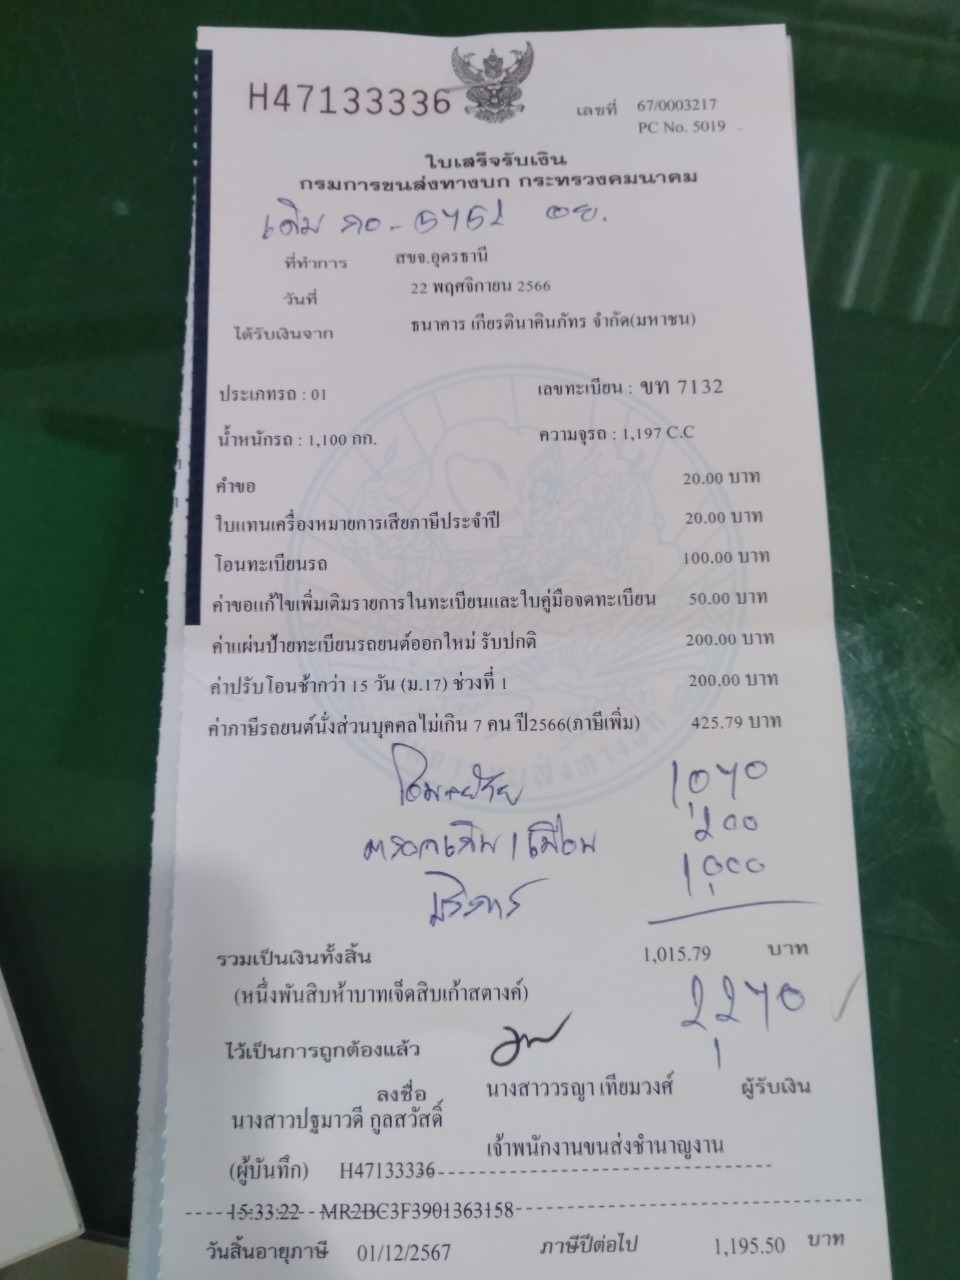 H47133336
เลขที่ 67/0003217
PC No. 5019
ใบเสร็จรับเงิน
กรมการขนส่งทางบก กระทรวงคมนาคม
เดิม กอ-5752 อย.
ที่ทำการ สขจ.อุดรธานี
วันที่ 22 พฤศจิกายน 2566
ได้รับเงินจาก ธนาคาร เกียรตินาคินภัทร จำกัด(มหาชน)
ประเภทรถ : 01 เลขทะเบียน : ขท 7132
น้ำหนักรถ : 1,100 กก. ความจุรถ : 1,197 C.C
คำขอ 20.00 บาท
ใบแทนเครื่องหมายการเสียภาษีประจำปี 20.00 บาท
โอนทะเบียนรถ 100.00 บาท
ค่าขอแก้ไขเพิ่มเติมรายการในทะเบียนและใบคู่มือจดทะเบียน 50.00 บาท
ค่าแผ่นป้ายทะเบียนรถยนต์ออกใหม่ รับปกติ 200.00 บาท
ค่าปรับโอนช้ากว่า 15 วัน (ม.17) ช่วงที่ 1 200.00 บาท
ค่าภาษีรถยนต์นั่งส่วนบุคคลไม่เกิน 7 คน ปี2566(ภาษีเพิ่ม) 425.79 บาท
โอน+ย้าย 1,070
200
บริการ 1,000
รวมเป็นเงินทั้งสิ้น 1,015.79 บาท
(หนึ่งพันสิบห้าบาทเจ็ดสิบเก้าสตางค์) 2,270
ไว้เป็นการถูกต้องแล้ว
ลงชื่อ นางสาววรญา เทียมวงศ์ ผู้รับเงิน
นางสาวปฐมาวดี กูลสวัสดิ์
เจ้าพนักงานขนส่งชำนาญงาน
(ผู้บันทึก) H47133336
15:33:22 MR2BC3F3901363158
วันสิ้นอายุภาษี 01/12/2567 ภาษีปีต่อไป 1,195.50 บาท